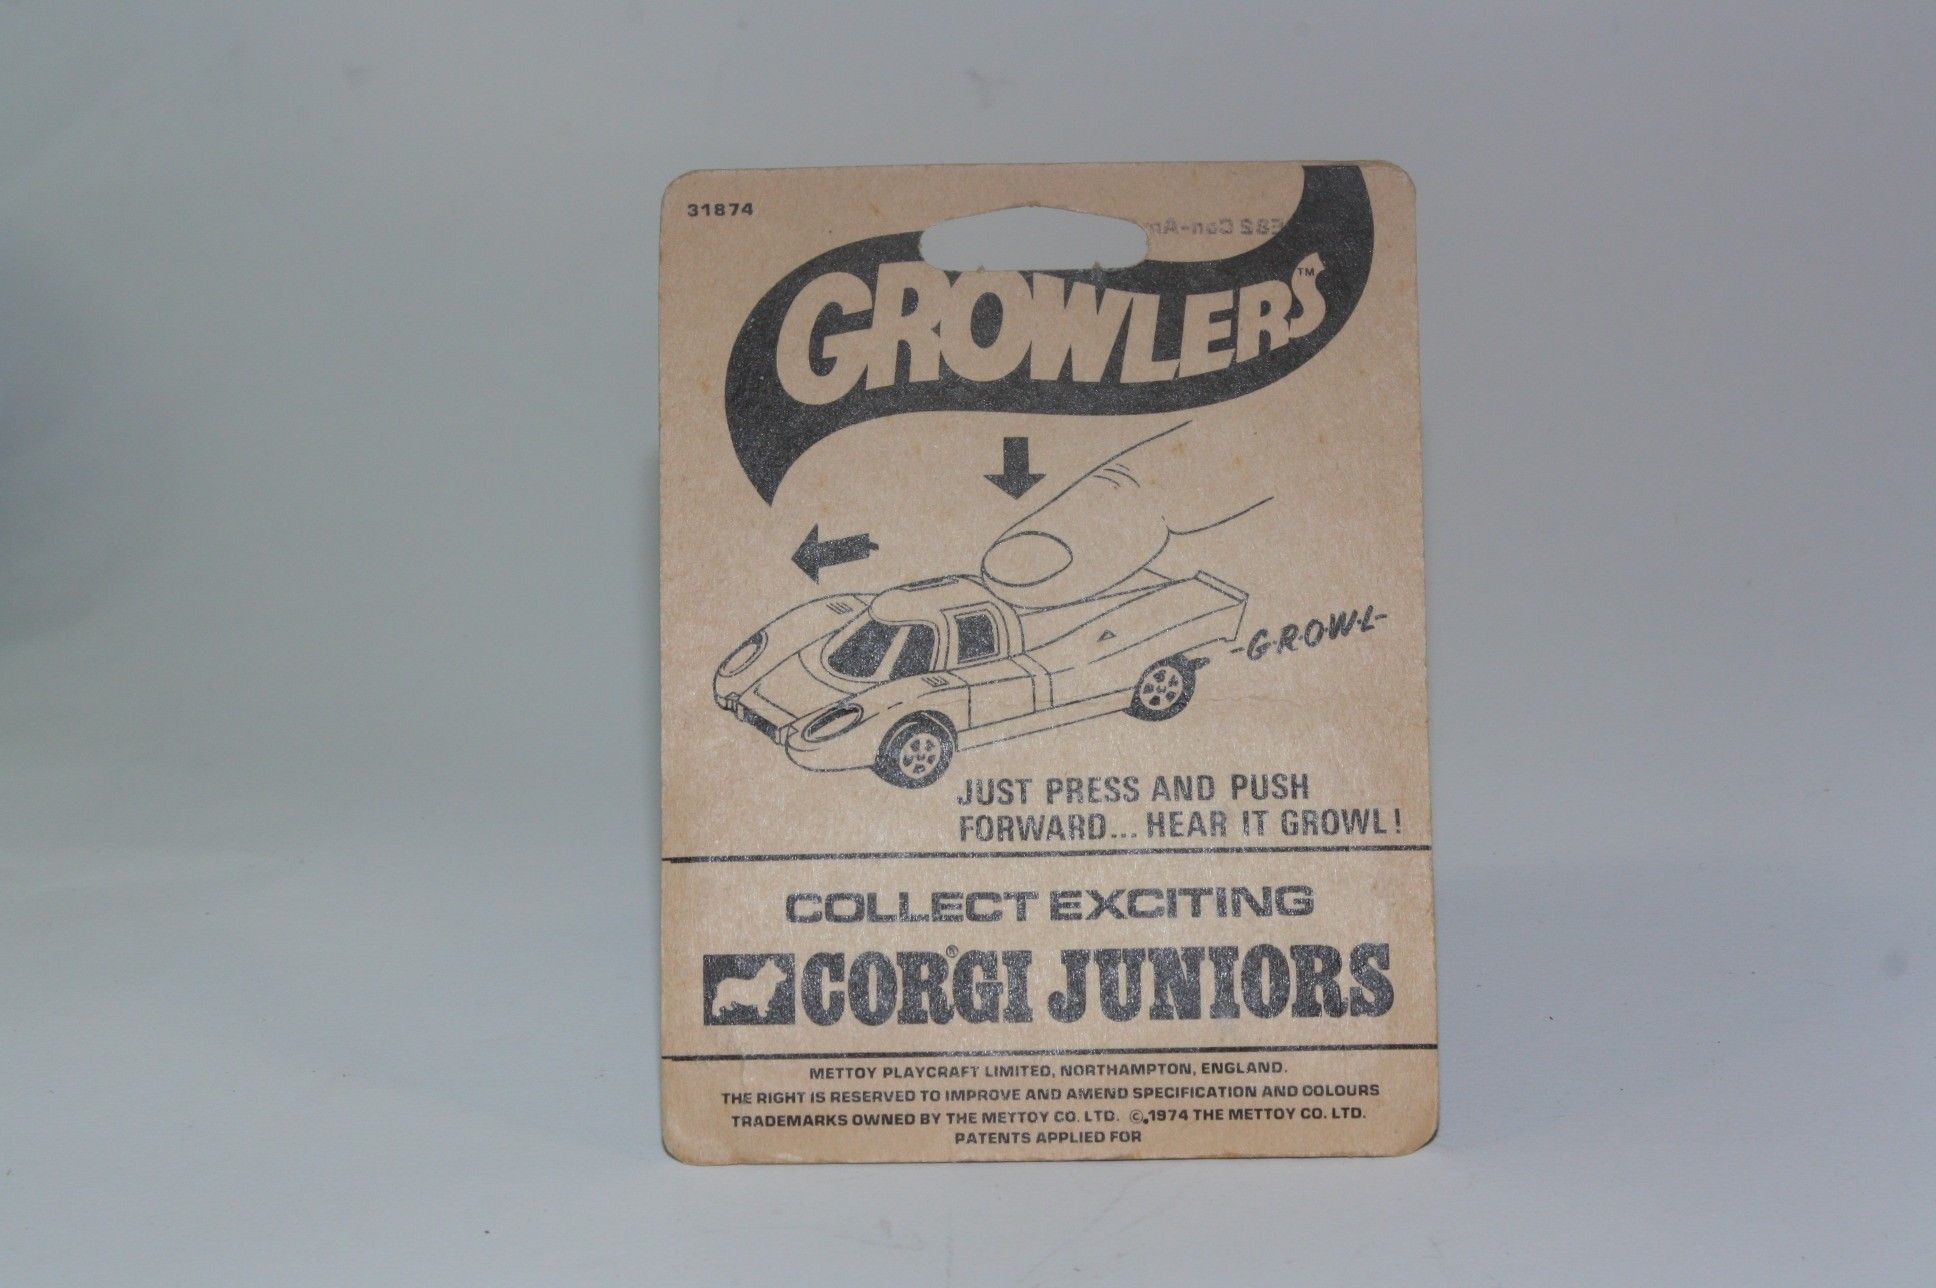 31874
GROWLERS™
-G·R·O·W·L-
JUST PRESS AND PUSH
FORWARD... HEAR IT GROWL!
COLLECT EXCITING
CORGI® JUNIORS
METTOY PLAYCRAFT LIMITED, NORTHAMPTON, ENGLAND.
THE RIGHT IS RESERVED TO IMPROVE AND AMEND SPECIFICATION AND COLOURS
TRADEMARKS OWNED BY THE METTOY CO. LTD. ©.1974 THE METTOY CO. LTD.
PATENTS APPLIED FOR